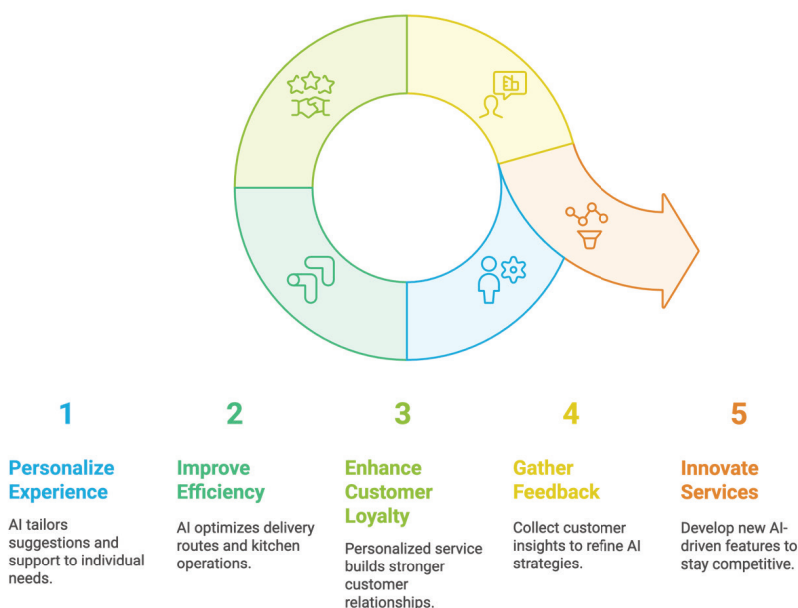 1
Personalize
Experience
AI tailors
suggestions and
support to individual
needs.
2
Improve
Efficiency
AI optimizes delivery
routes and kitchen
operations.
3
Enhance
Customer
Loyalty
Personalized service
builds stronger
customer
relationships.
4
Gather
Feedback
Collect customer
insights to refine AI
strategies.
5
Innovate
Services
Develop new AI-
driven features to
stay competitive.